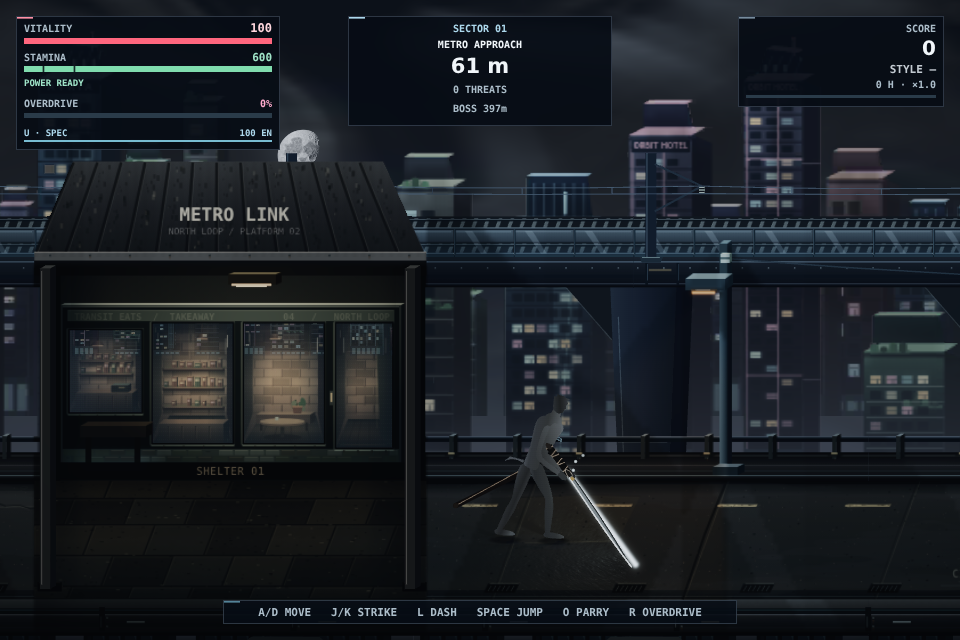 VITALITY 100
STAMINA 600
POWER READY
OVERDRIVE 0%
U · SPEC 100 EN
SECTOR 01
METRO APPROACH
61 m
0 THREATS
BOSS 397m
SCORE
0
STYLE —
0 H · ×1.0
ORBIT HOTEL
METRO LINK
NORTH LOOP / PLATFORM 02
TRANSIT EATS / TAKEAWAY 04 / NORTH LOOP
SHELTER 01
A/D MOVE J/K STRIKE L DASH SPACE JUMP O PARRY R OVERDRIVE